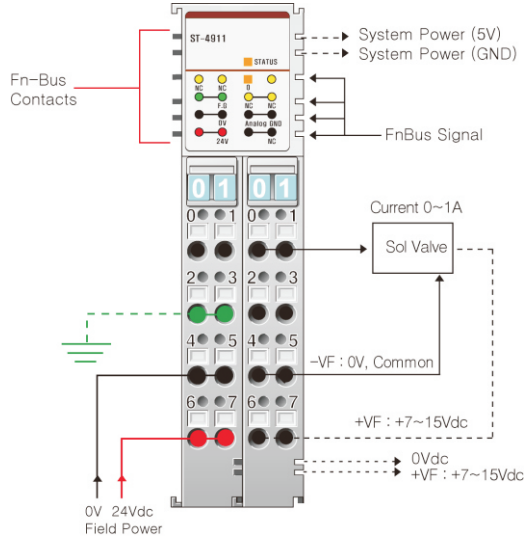 ST-4911
STATUS
NC NC 0
F.G NC NC
0V Analog GND
24V NC
System Power (5V)
System Power (GND)
Fn-Bus
Contacts
FnBus Signal
01 01
0 1 0 1
Current 0~1A
Sol Valve
2 3 2 3
4 5 4 5
-VF : 0V, Common
6 7 6 7
+VF : +7~15Vdc
0Vdc
+VF : +7~15Vdc
0V 24Vdc
Field Power